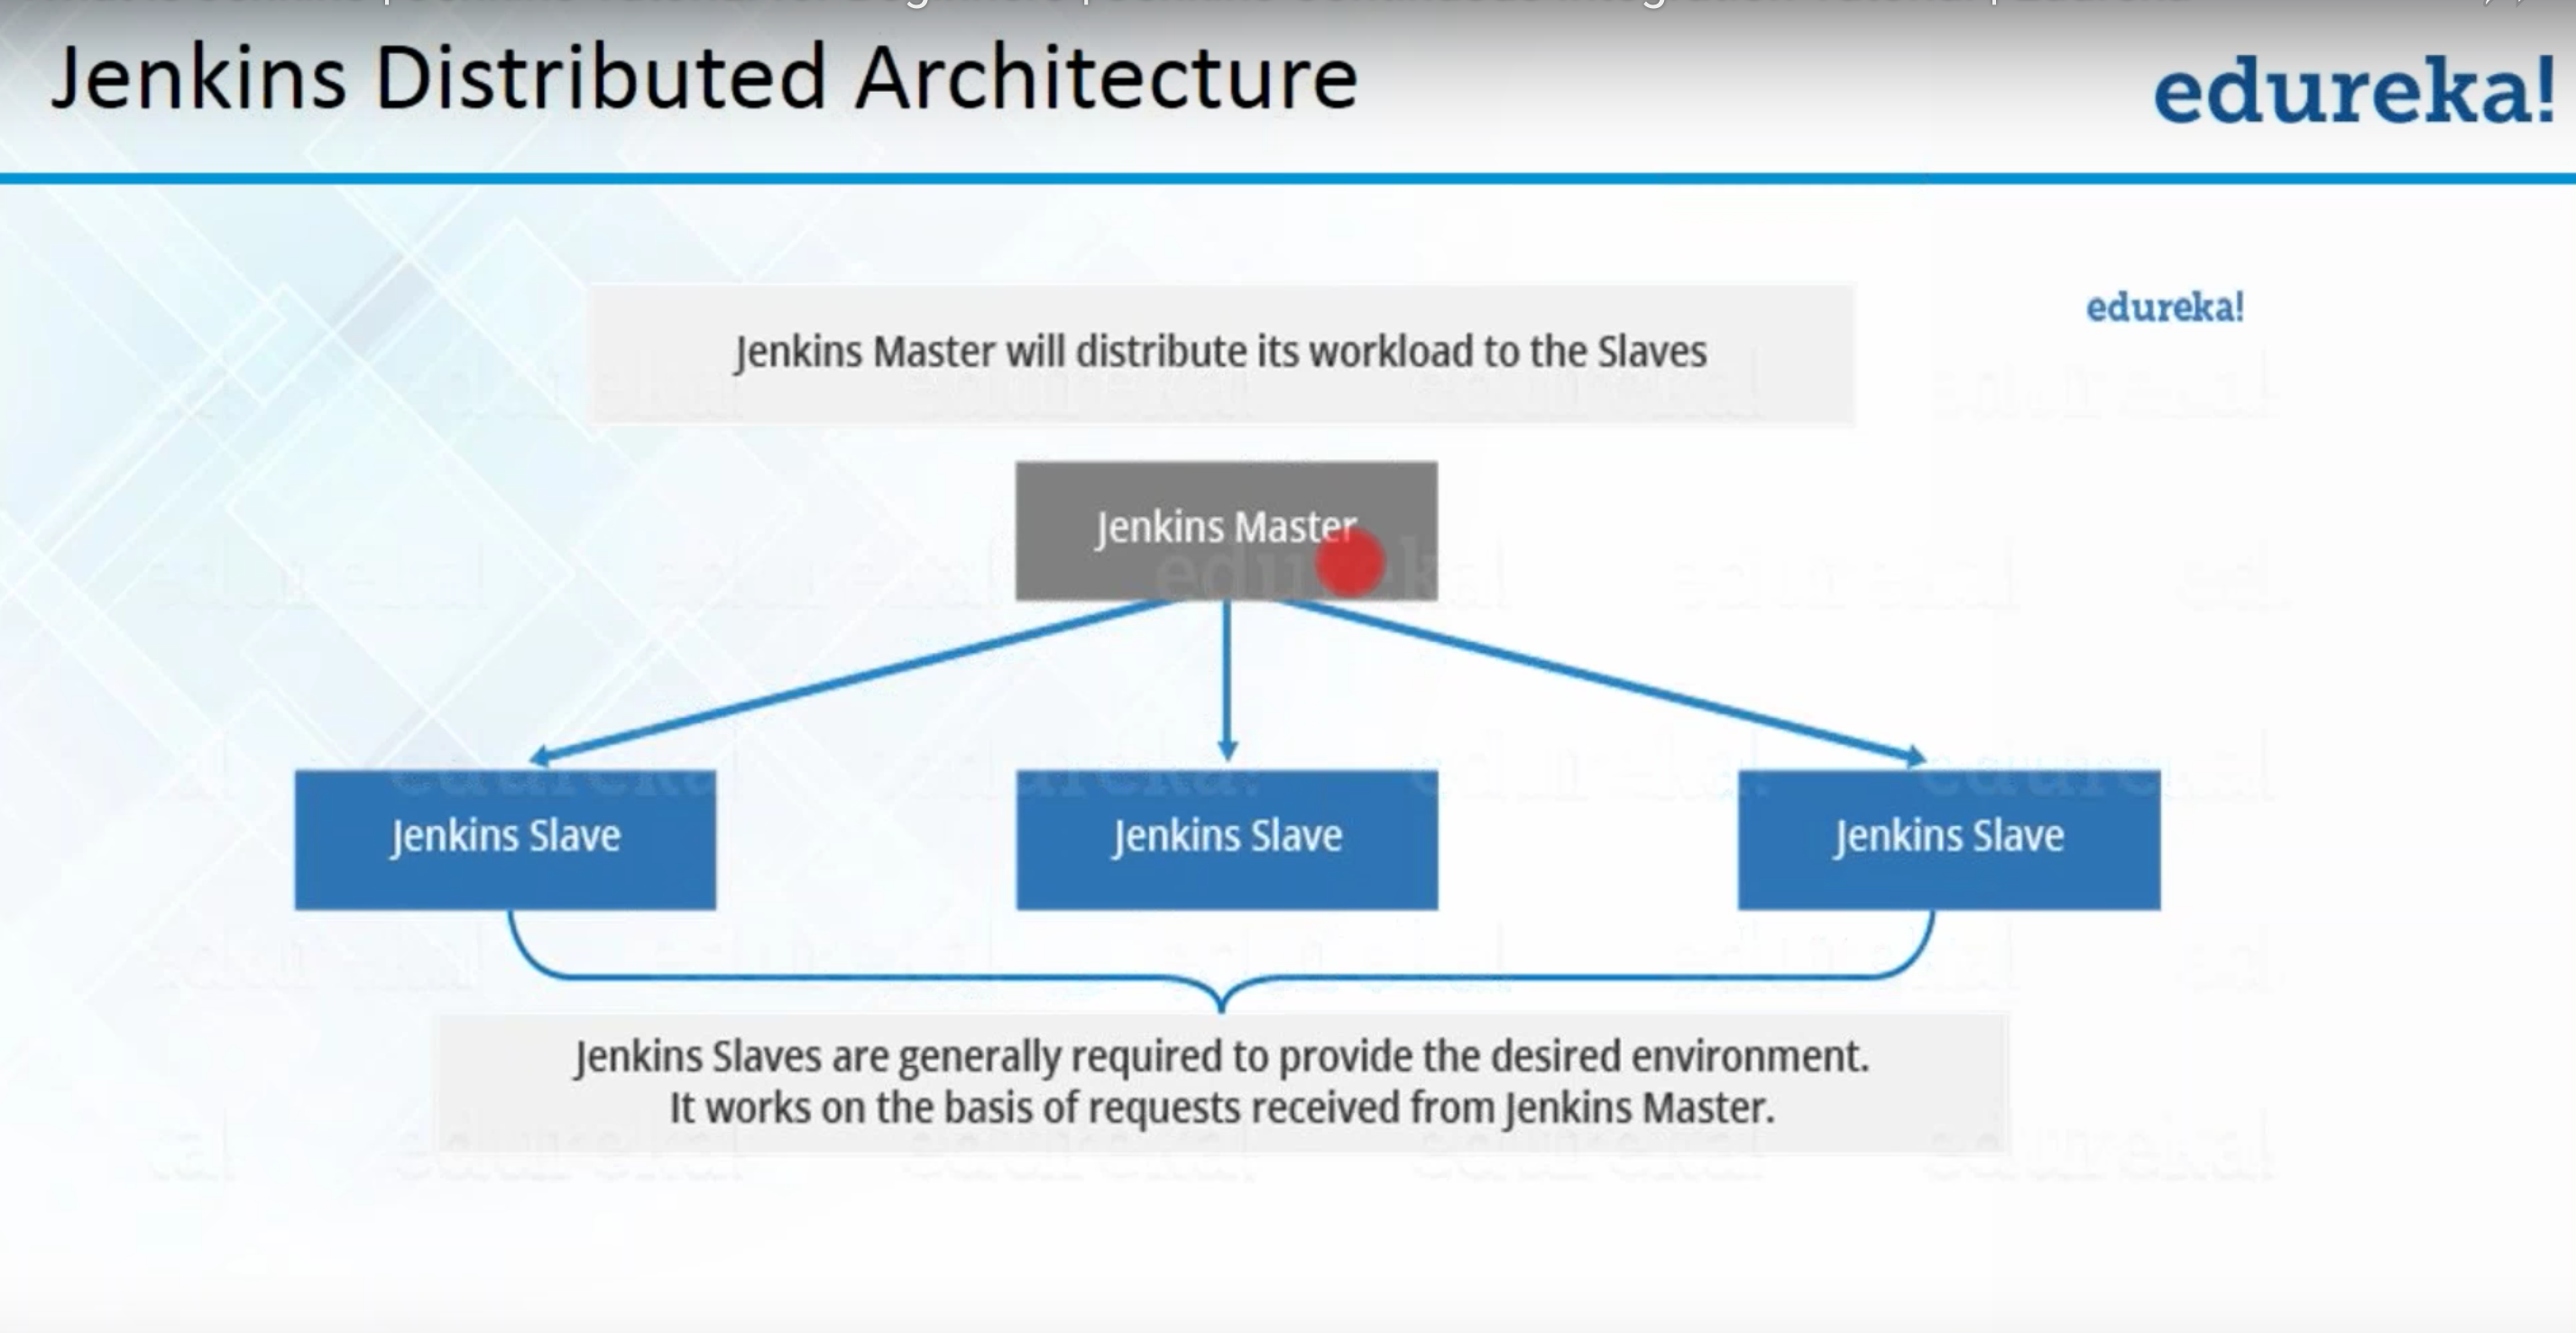 Jenkins Distributed Architecture
edureka!
edureka!
Jenkins Master will distribute its workload to the Slaves
Jenkins Master
Jenkins Slave
Jenkins Slave
Jenkins Slave
Jenkins Slaves are generally required to provide the desired environment.
It works on the basis of requests received from Jenkins Master.